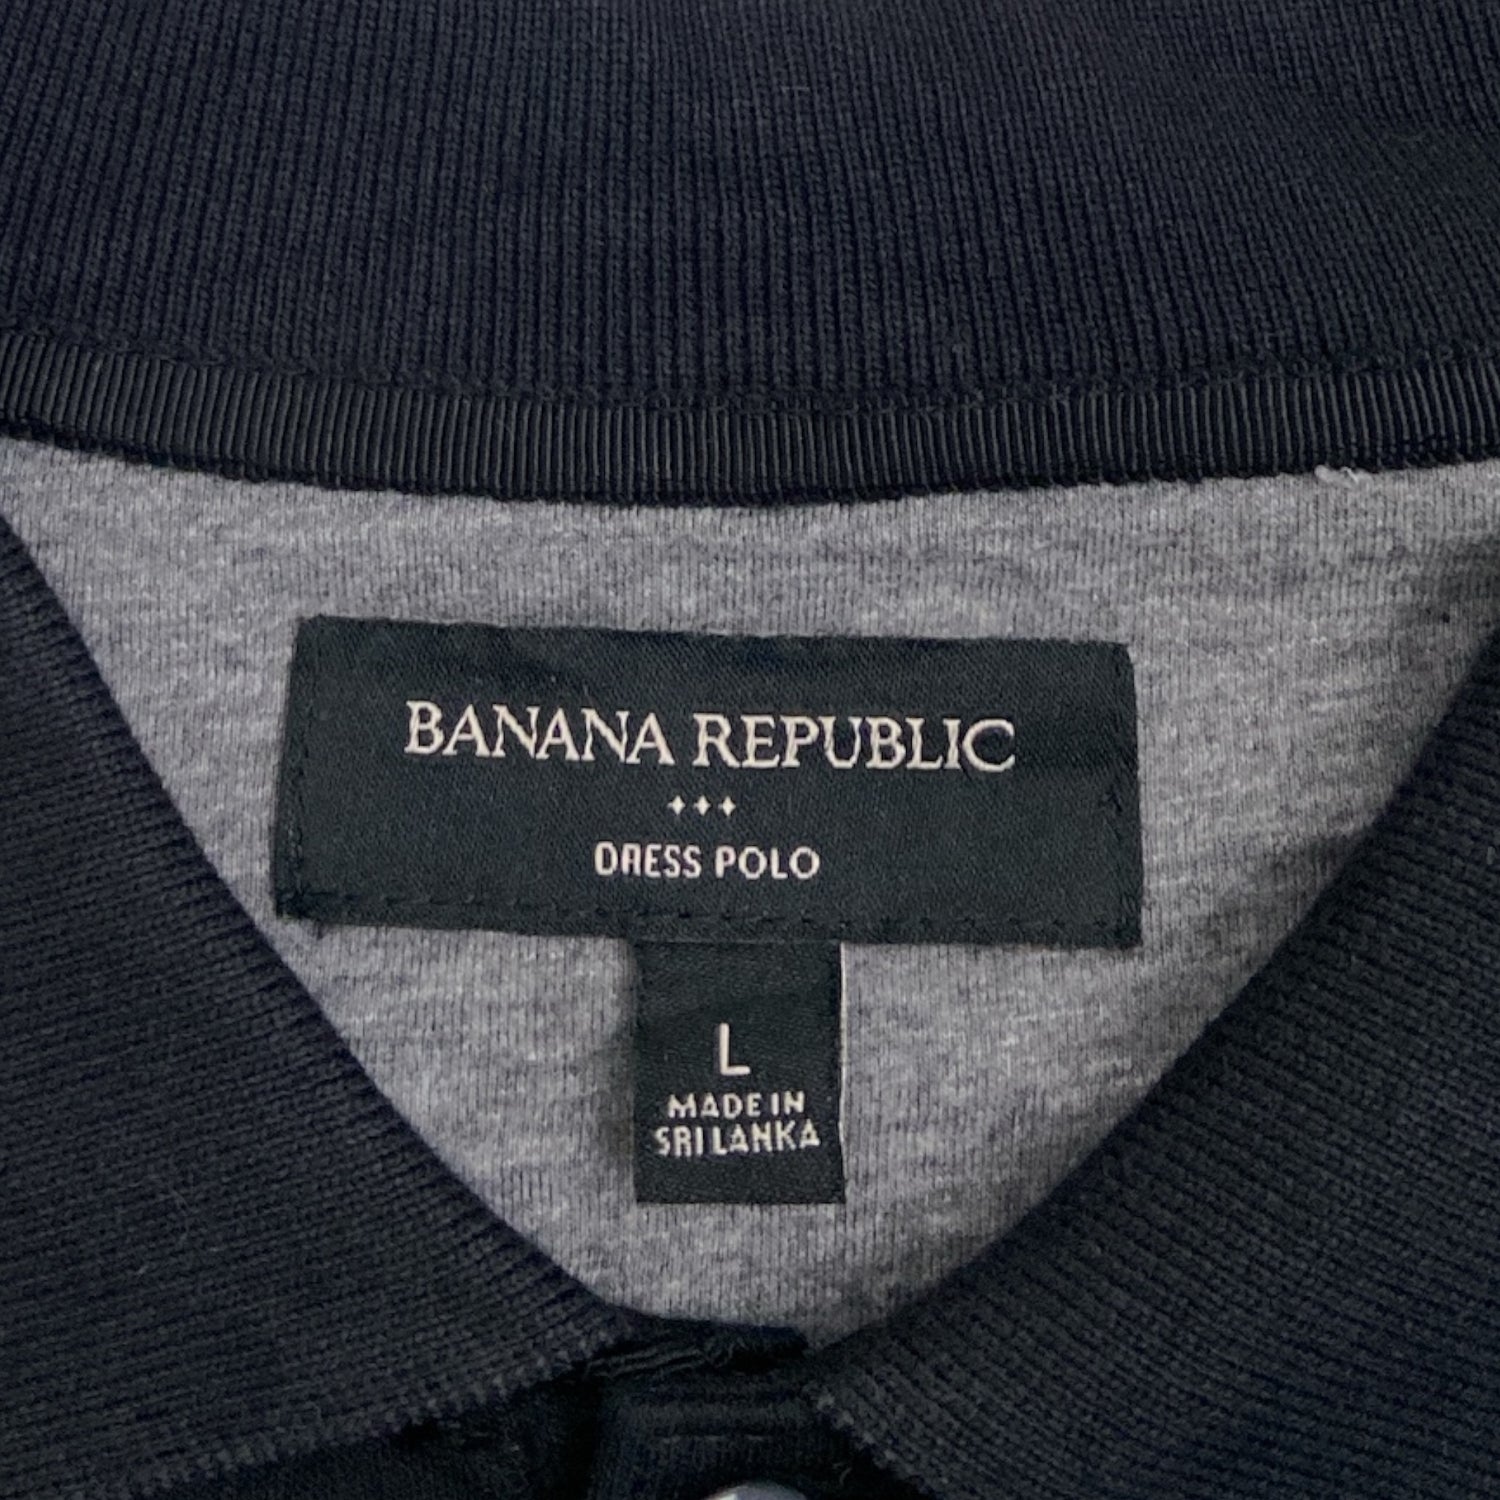 BANANA REPUBLIC
DRESS POLO
L
MADE IN
SRI LANKA